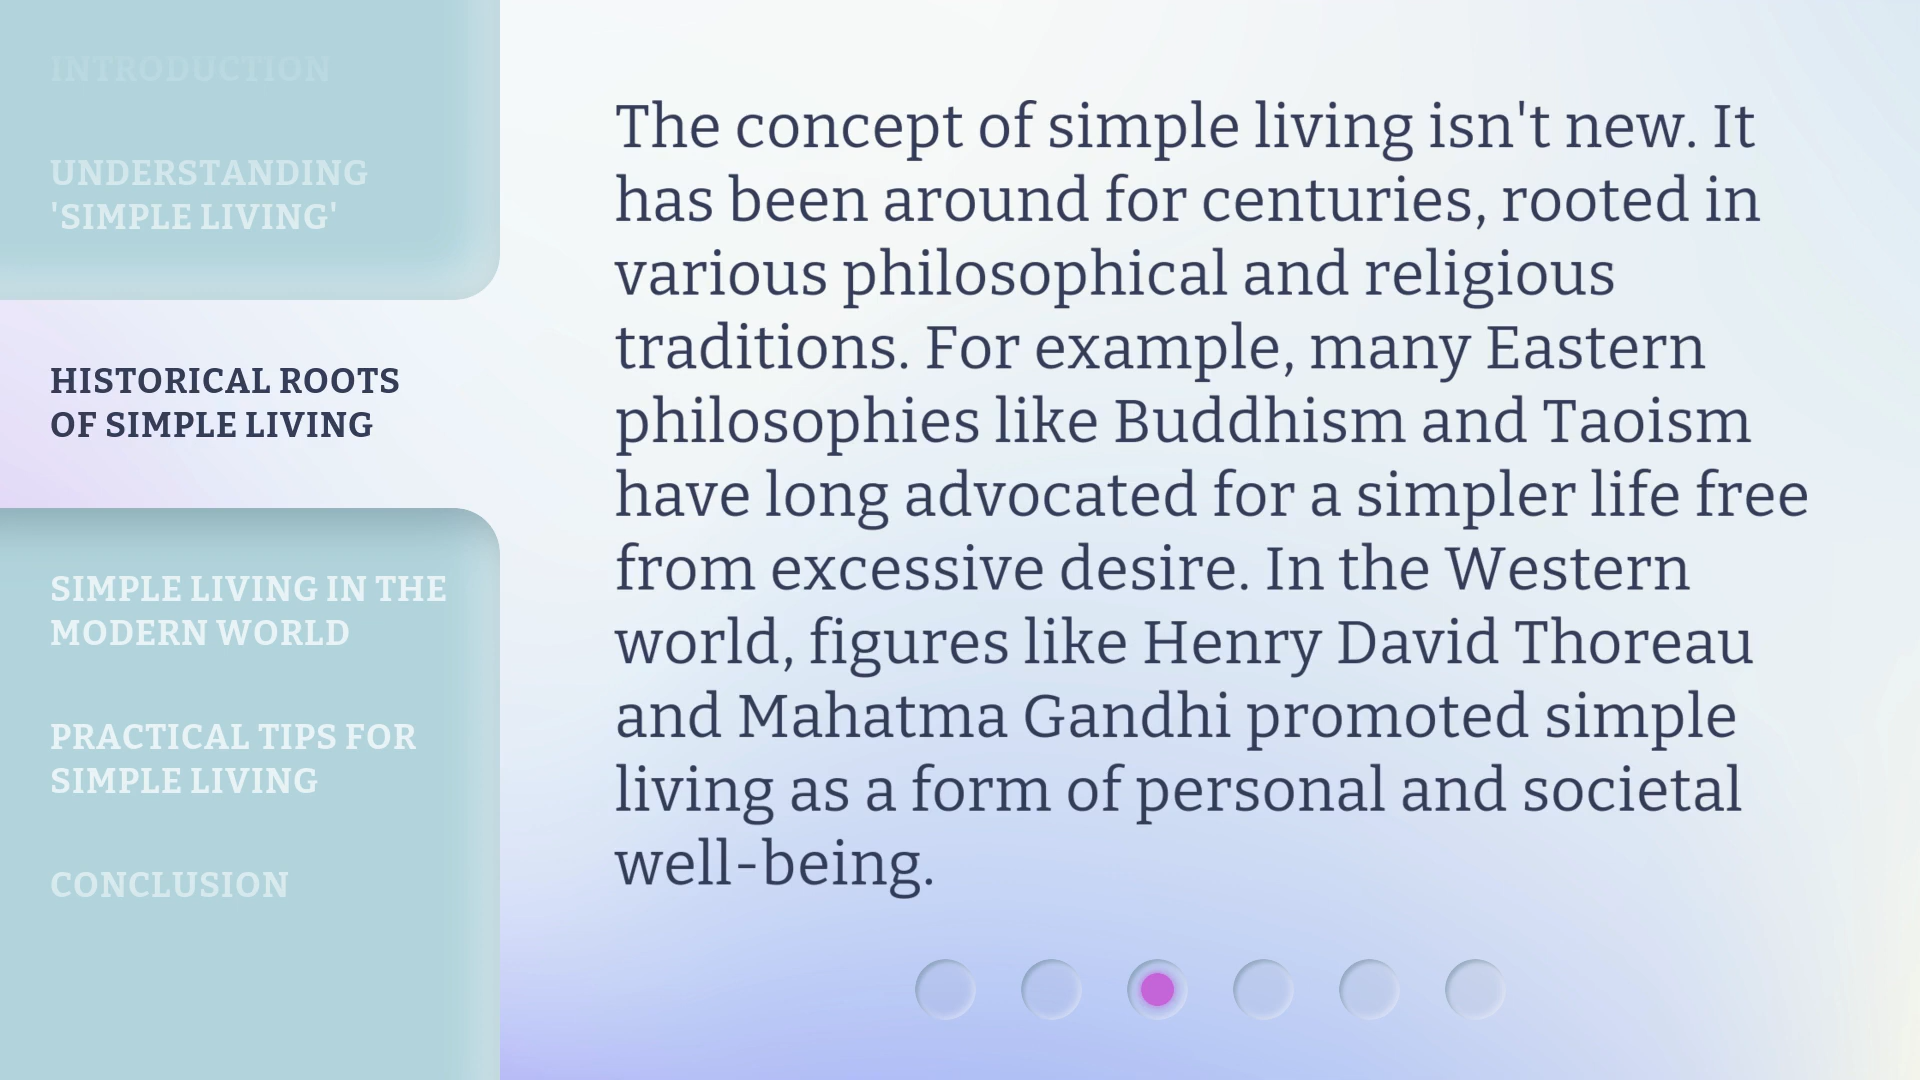 INTRODUCTION
UNDERSTANDING
'SIMPLE LIVING'
HISTORICAL ROOTS
OF SIMPLE LIVING
SIMPLE LIVING IN THE
MODERN WORLD
PRACTICAL TIPS FOR
SIMPLE LIVING
CONCLUSION
The concept of simple living isn't new. It
has been around for centuries, rooted in
various philosophical and religious
traditions. For example, many Eastern
philosophies like Buddhism and Taoism
have long advocated for a simpler life free
from excessive desire. In the Western
world, figures like Henry David Thoreau
and Mahatma Gandhi promoted simple
living as a form of personal and societal
well-being.